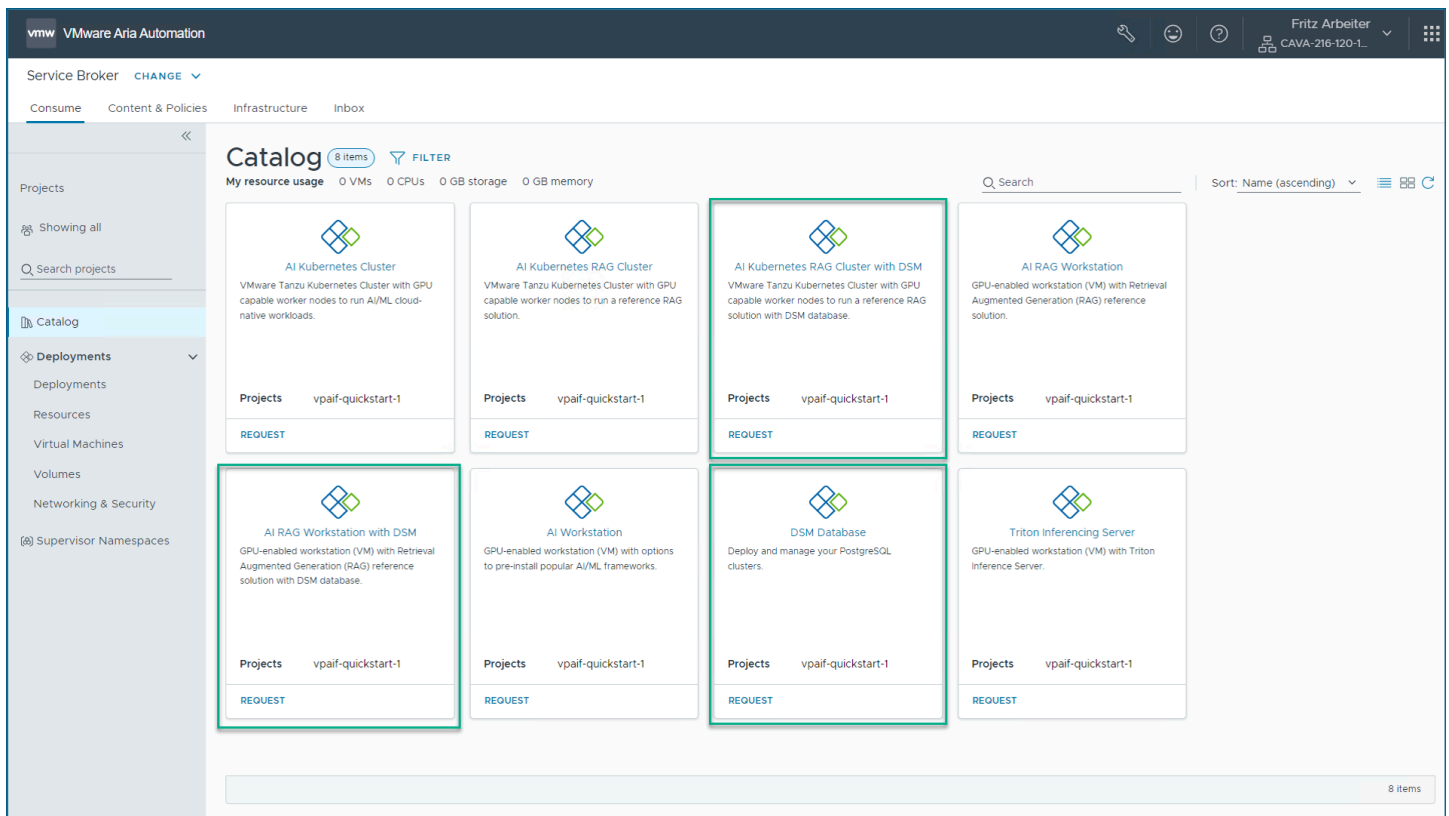 vmw VMware Aria Automation
Fritz Arbeiter
CAVA-216-120-1...
Service Broker CHANGE
Consume Content & Policies Infrastructure Inbox
Projects
Showing all
Search projects
Catalog
Deployments
Deployments
Resources
Virtual Machines
Volumes
Networking & Security
Supervisor Namespaces
Catalog 8 items FILTER
My resource usage 0 VMs 0 CPUs 0 GB storage 0 GB memory
Search
Sort: Name (ascending)
AI Kubernetes Cluster
VMware Tanzu Kubernetes Cluster with GPU
capable worker nodes to run AI/ML cloud-
native workloads.
Projects vpaif-quickstart-1
REQUEST
AI Kubernetes RAG Cluster
VMware Tanzu Kubernetes Cluster with GPU
capable worker nodes to run a reference RAG
solution.
Projects vpaif-quickstart-1
REQUEST
AI Kubernetes RAG Cluster with DSM
VMware Tanzu Kubernetes Cluster with GPU
capable worker nodes to run a reference RAG
solution with DSM database.
Projects vpaif-quickstart-1
REQUEST
AI RAG Workstation
GPU-enabled workstation (VM) with Retrieval
Augmented Generation (RAG) reference
solution.
Projects vpaif-quickstart-1
REQUEST
AI RAG Workstation with DSM
GPU-enabled workstation (VM) with Retrieval
Augmented Generation (RAG) reference
solution with DSM database.
Projects vpaif-quickstart-1
REQUEST
AI Workstation
GPU-enabled workstation (VM) with options
to pre-install popular AI/ML frameworks.
Projects vpaif-quickstart-1
REQUEST
DSM Database
Deploy and manage your PostgreSQL
clusters.
Projects vpaif-quickstart-1
REQUEST
Triton Inferencing Server
GPU-enabled workstation (VM) with Triton
Inference Server.
Projects vpaif-quickstart-1
REQUEST
8 items